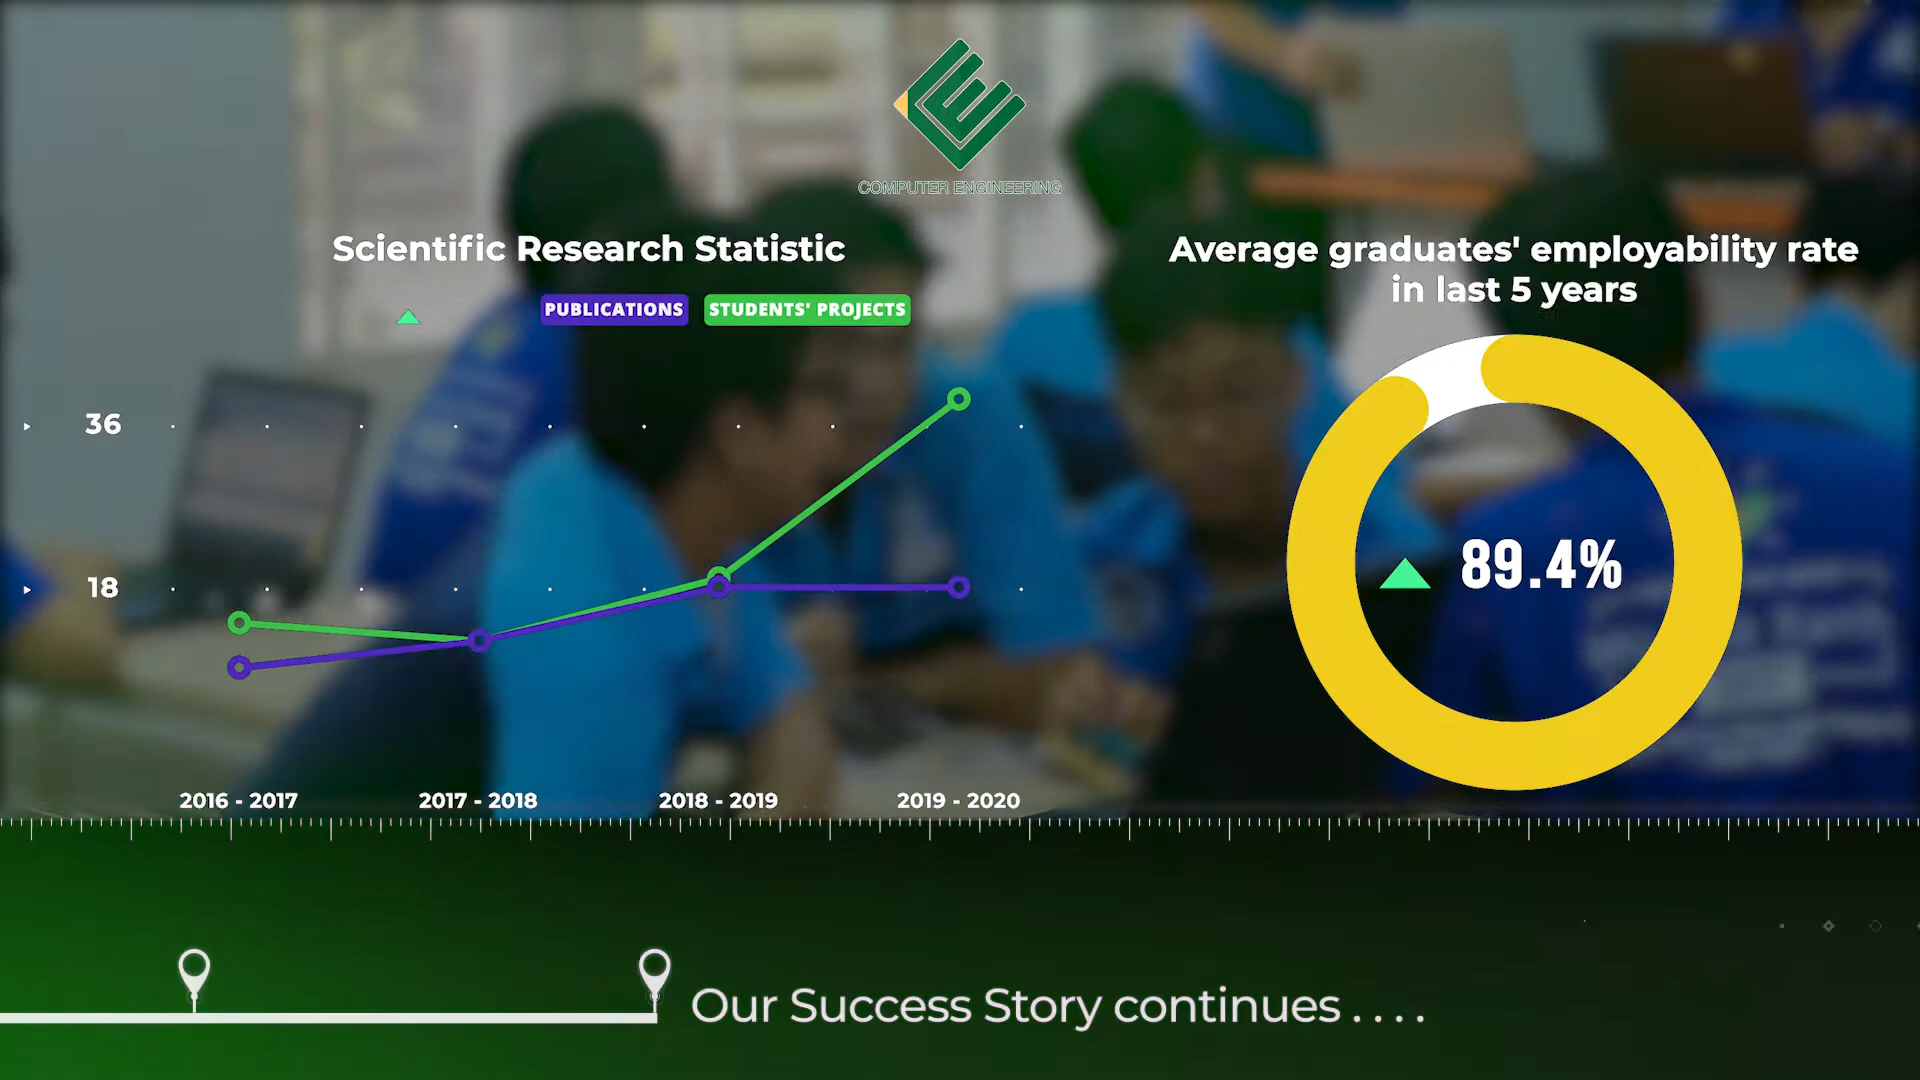 COMPUTER ENGINEERING
Scientific Research Statistic
PUBLICATIONS STUDENTS' PROJECTS
36
18
2016 - 2017 2017 - 2018 2018 - 2019 2019 - 2020
Average graduates' employability rate
in last 5 years
89.4%
Our Success Story continues . . . .